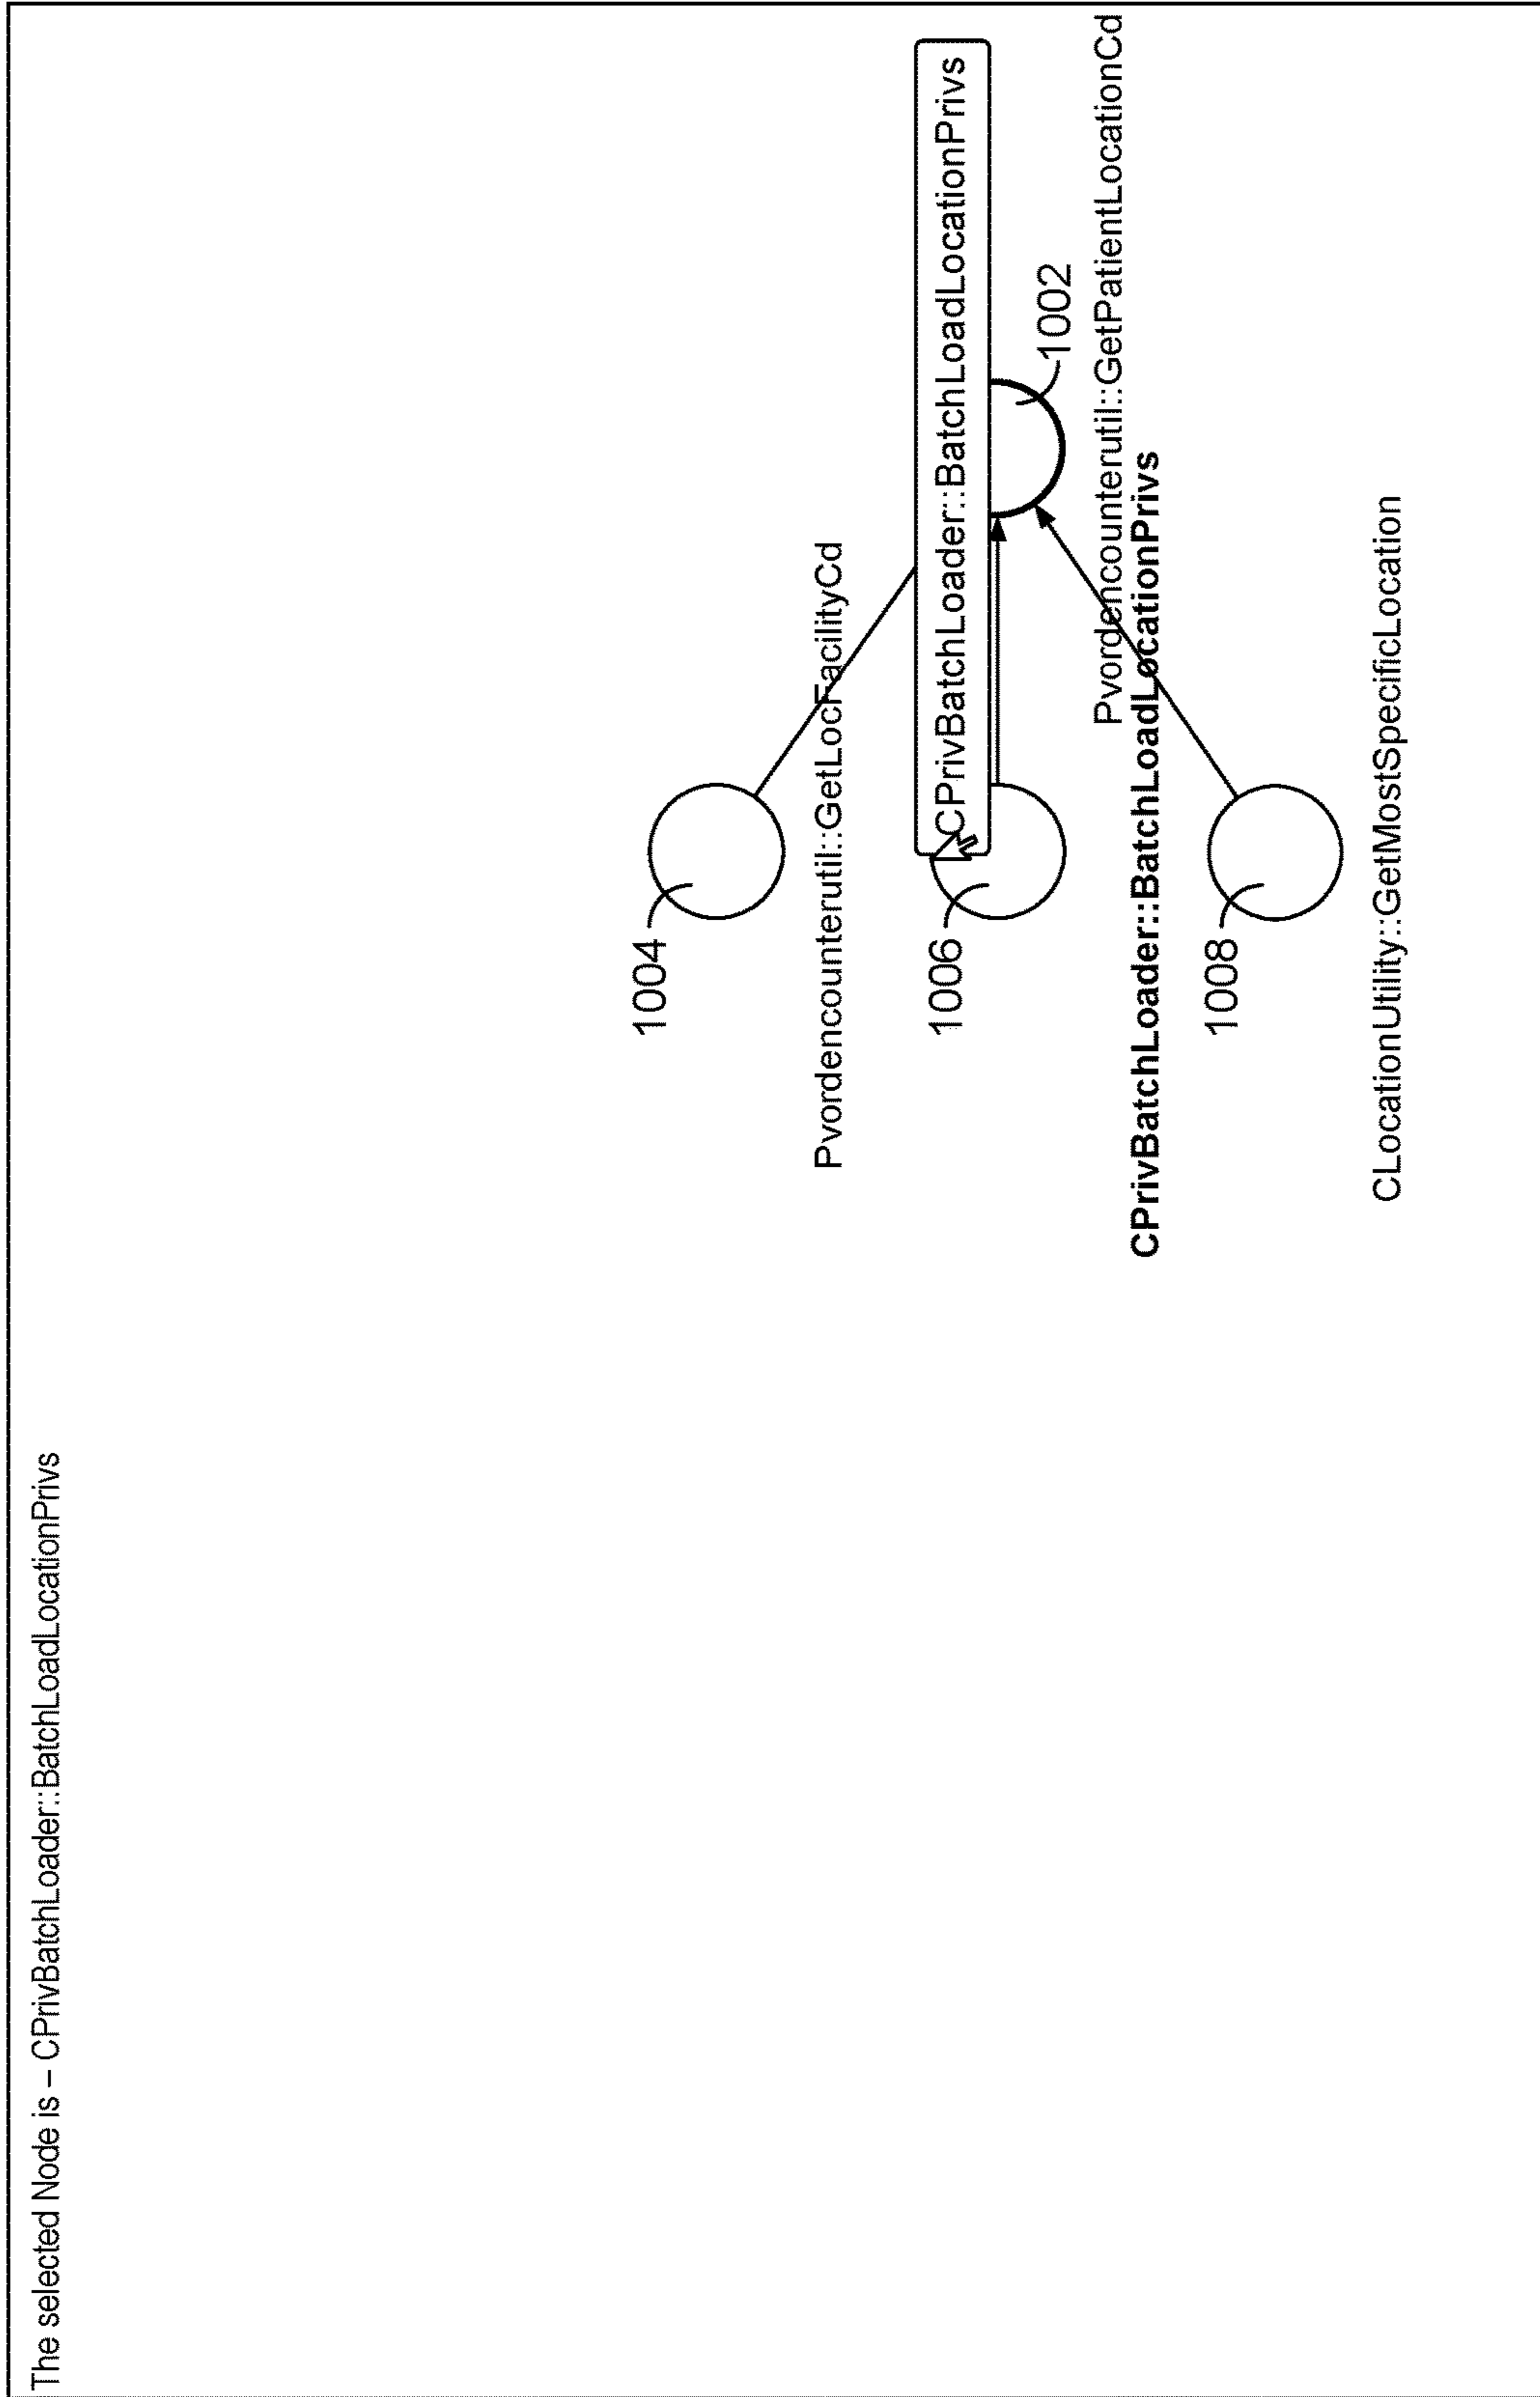 The selected Node is – CPrivBatchLoader::BatchLoadLocationPrivs
1004
Pvordencounterutil::GetLocFacilityCd
CPrivBatchLoader::BatchLoadLocationPrivs
1006
1002
Pvordencounterutil::GetPatientLocationCd
CPrivBatchLoader::BatchLoadLocationPrivs
1008
CLocationUtility::GetMostSpecificLocation